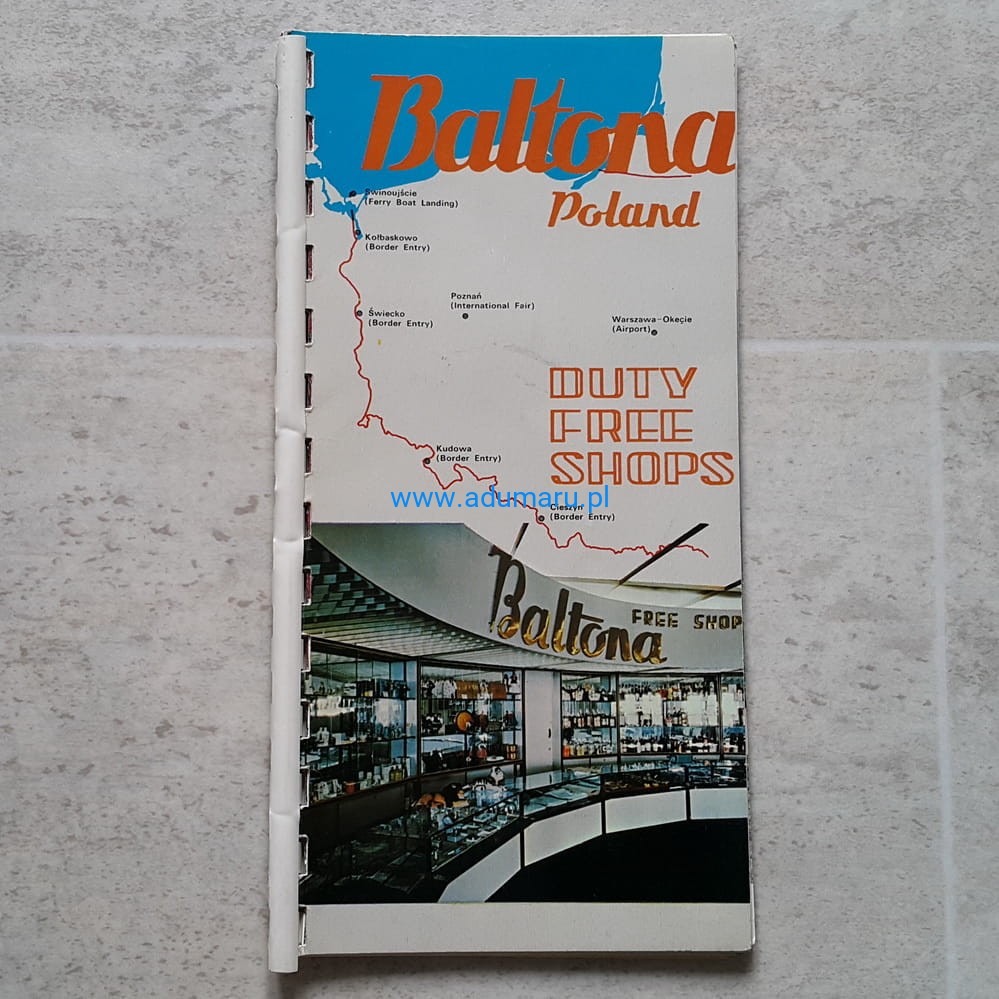 Baltona
Poland
Świnoujście
(Ferry Boat Landing)
Kołbaskowo
(Border Entry)
Poznań
(International Fair)
Świecko
(Border Entry)
Warszawa-Okęcie
(Airport)
DUTY
FREE
SHOPS
Kudowa
(Border Entry)
www.adumaru.pl
Cieszyn
(Border Entry)
Baltona FREE SHOP